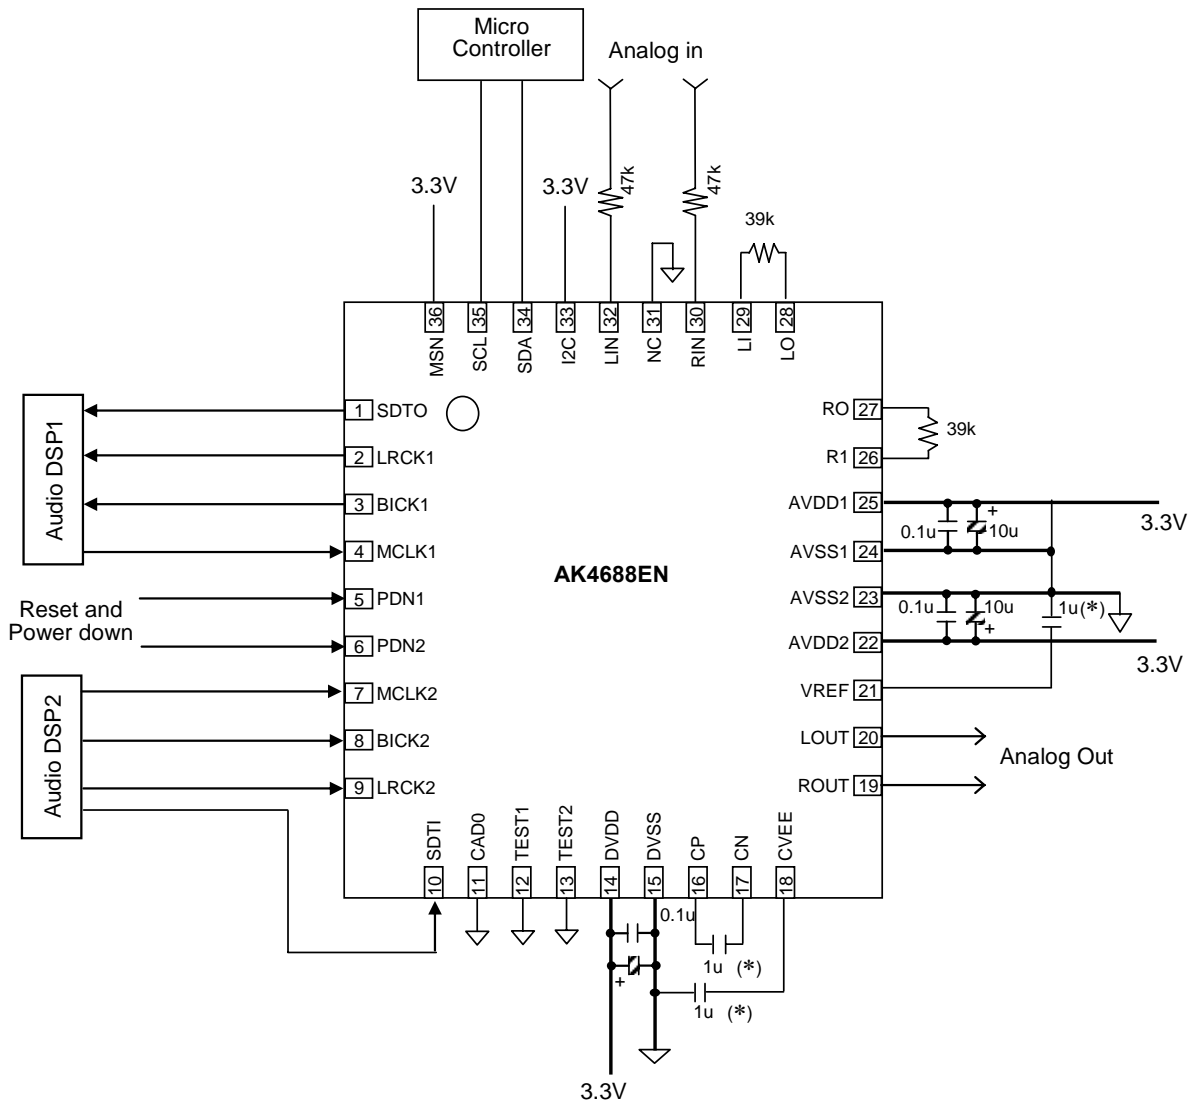 Micro
Controller
Analog in
3.3V
3.3V
47k
47k
39k
36
35
34
33
32
31
30
29
28
MSN
SCL
SDA
I2C
LIN
NC
RIN
LI
LO
Audio DSP1
1 SDTO
2 LRCK1
3 BICK1
4 MCLK1
Reset and
Power down
5 PDN1
6 PDN2
Audio DSP2
7 MCLK2
8 BICK2
9 LRCK2
AK4688EN
RO 27
39k
R1 26
AVDD1 25
3.3V
0.1u
+
10u
AVSS1 24
AVSS2 23
0.1u
10u
+
1u(*)
AVDD2 22
3.3V
VREF 21
LOUT 20
Analog Out
ROUT 19
SDTI
CAD0
TEST1
TEST2
DVDD
DVSS
CP
CN
CVEE
10
11
12
13
14
15
16
17
18
0.1u
1u (*)
+
1u (*)
3.3V